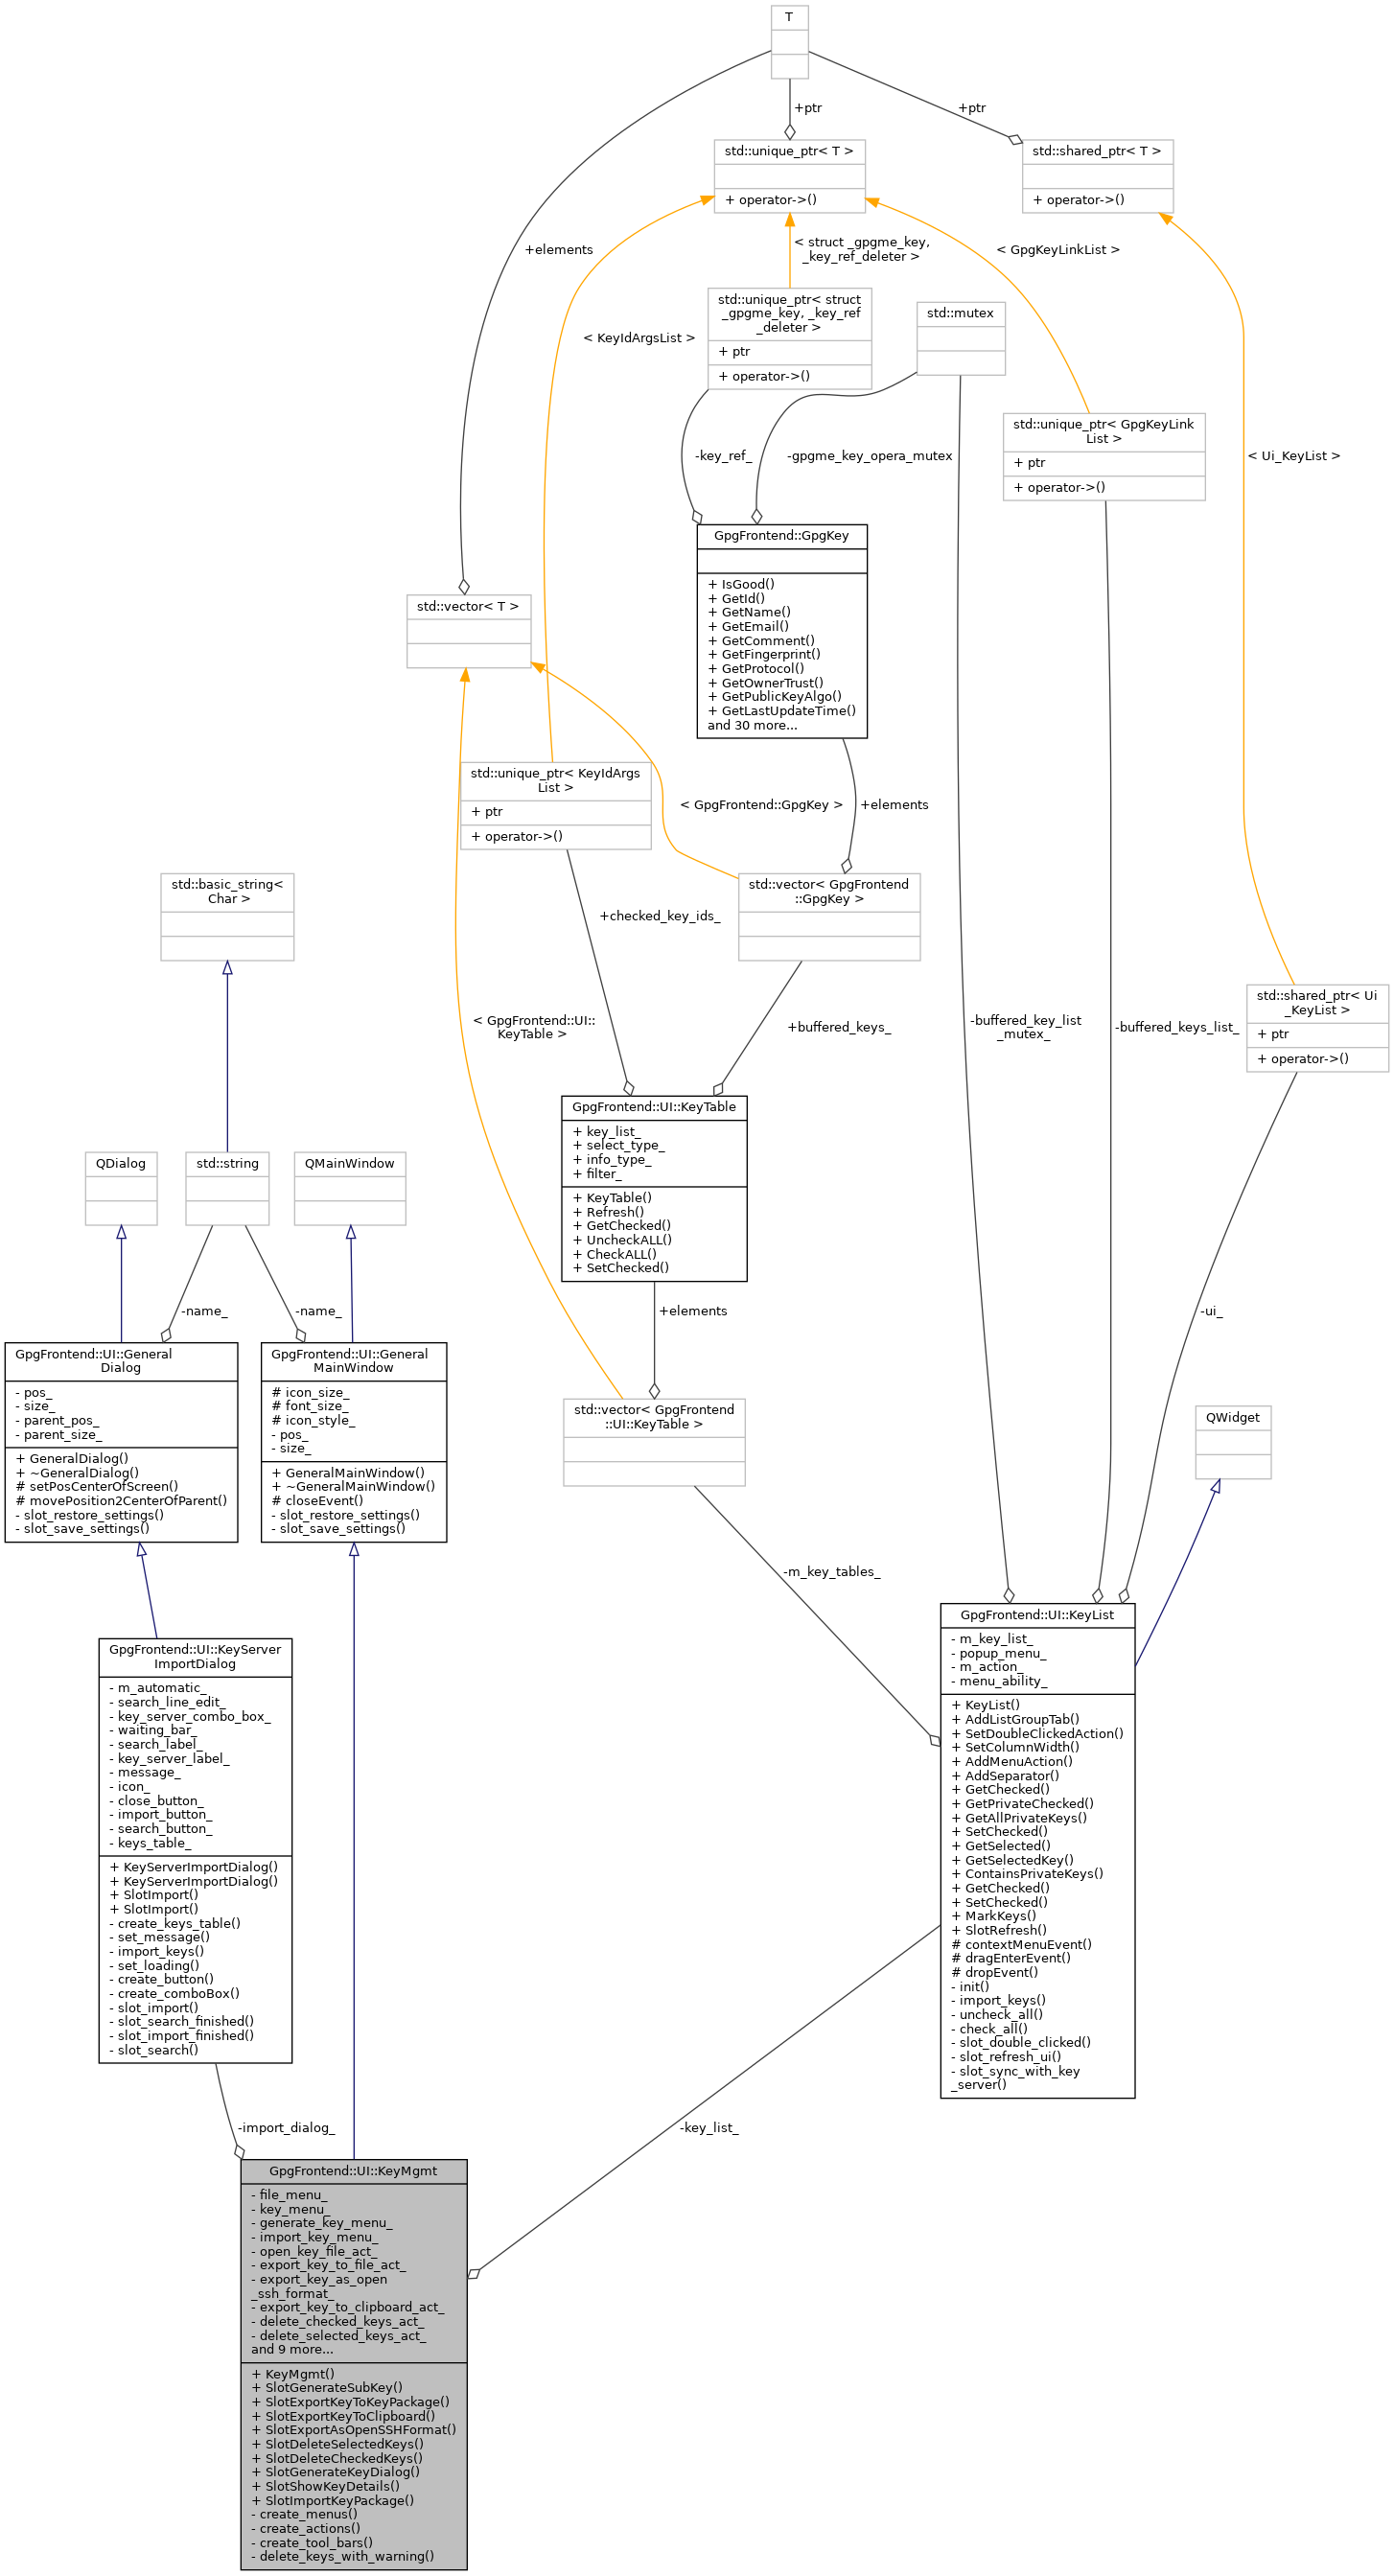 T
+ptr
+ptr
std::unique_ptr< T >
+ operator->()
std::shared_ptr< T >
+ operator->()
+elements
< struct _gpgme_key,
_key_ref_deleter >
< GpgKeyLinkList >
std::unique_ptr< struct
_gpgme_key, _key_ref
_deleter >
+ ptr
+ operator->()
std::mutex
< KeyIdArgsList >
std::unique_ptr< GpgKeyLink
List >
+ ptr
+ operator->()
-key_ref_
-gpgme_key_opera_mutex
< Ui_KeyList >
GpgFrontend::GpgKey
+ IsGood()
+ GetId()
+ GetName()
+ GetEmail()
+ GetComment()
+ GetFingerprint()
+ GetProtocol()
+ GetOwnerTrust()
+ GetPublicKeyAlgo()
+ GetLastUpdateTime()
and 30 more...
std::vector< T >
std::unique_ptr< KeyIdArgs
List >
+ ptr
+ operator->()
< GpgFrontend::GpgKey >
+elements
std::basic_string<
Char >
std::vector< GpgFrontend
::GpgKey >
+checked_key_ids_
< GpgFrontend::UI::
KeyTable >
+buffered_keys_
-buffered_key_list
_mutex_
-buffered_keys_list_
std::shared_ptr< Ui
_KeyList >
+ ptr
+ operator->()
GpgFrontend::UI::KeyTable
+ key_list_
+ select_type_
+ info_type_
+ filter_
+ KeyTable()
+ Refresh()
+ GetChecked()
+ UncheckALL()
+ CheckALL()
+ SetChecked()
QDialog
std::string
QMainWindow
-name_
-name_
+elements
-ui_
GpgFrontend::UI::General
Dialog
- pos_
- size_
- parent_pos_
- parent_size_
+ GeneralDialog()
+ ~GeneralDialog()
# setPosCenterOfScreen()
# movePosition2CenterOfParent()
- slot_restore_settings()
- slot_save_settings()
GpgFrontend::UI::General
MainWindow
# icon_size_
# font_size_
# icon_style_
- pos_
- size_
+ GeneralMainWindow()
+ ~GeneralMainWindow()
# closeEvent()
- slot_restore_settings()
- slot_save_settings()
std::vector< GpgFrontend
::UI::KeyTable >
QWidget
-m_key_tables_
GpgFrontend::UI::KeyServer
ImportDialog
- m_automatic_
- search_line_edit_
- key_server_combo_box_
- waiting_bar_
- search_label_
- key_server_label_
- message_
- icon_
- close_button_
- import_button_
- search_button_
- keys_table_
+ KeyServerImportDialog()
+ KeyServerImportDialog()
+ SlotImport()
+ SlotImport()
- create_keys_table()
- set_message()
- import_keys()
- set_loading()
- create_button()
- create_comboBox()
- slot_import()
- slot_search_finished()
- slot_import_finished()
- slot_search()
GpgFrontend::UI::KeyList
- m_key_list_
- popup_menu_
- m_action_
- menu_ability_
+ KeyList()
+ AddListGroupTab()
+ SetDoubleClickedAction()
+ SetColumnWidth()
+ AddMenuAction()
+ AddSeparator()
+ GetChecked()
+ GetPrivateChecked()
+ GetAllPrivateKeys()
+ SetChecked()
+ GetSelected()
+ GetSelectedKey()
+ ContainsPrivateKeys()
+ GetChecked()
+ SetChecked()
+ MarkKeys()
+ SlotRefresh()
# contextMenuEvent()
# dragEnterEvent()
# dropEvent()
- init()
- import_keys()
- uncheck_all()
- check_all()
- slot_double_clicked()
- slot_refresh_ui()
- slot_sync_with_key
_server()
-import_dialog_
-key_list_
GpgFrontend::UI::KeyMgmt
- file_menu_
- key_menu_
- generate_key_menu_
- import_key_menu_
- open_key_file_act_
- export_key_to_file_act_
- export_key_as_open
_ssh_format_
- export_key_to_clipboard_act_
- delete_checked_keys_act_
- delete_selected_keys_act_
and 9 more...
+ KeyMgmt()
+ SlotGenerateSubKey()
+ SlotExportKeyToKeyPackage()
+ SlotExportKeyToClipboard()
+ SlotExportAsOpenSSHFormat()
+ SlotDeleteSelectedKeys()
+ SlotDeleteCheckedKeys()
+ SlotGenerateKeyDialog()
+ SlotShowKeyDetails()
+ SlotImportKeyPackage()
- create_menus()
- create_actions()
- create_tool_bars()
- delete_keys_with_warning()